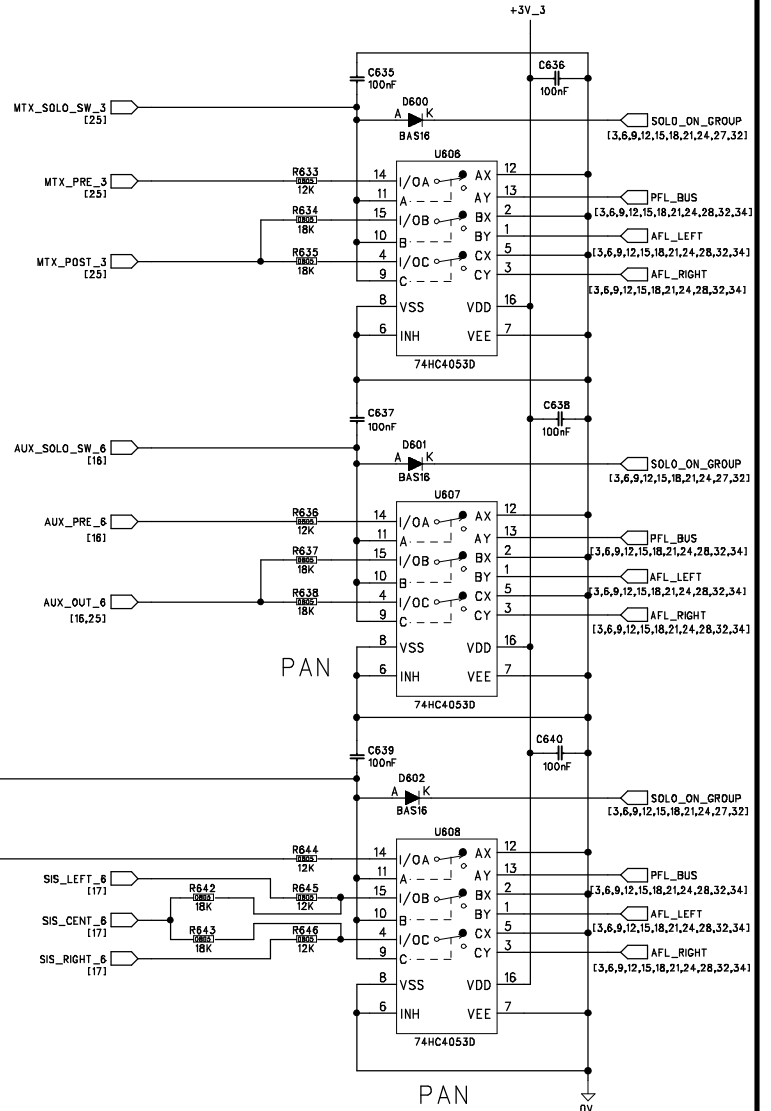 +3V_3
C635
100nF
C636
100nF
MTX_SOLO_SW_3
[25]
D600
A K
BAS16
SOLO_ON_GROUP
[3,6,9,12,15,18,21,24,27,32]
U606
MTX_PRE_3
[25]
R633
0805
12K
14 I/OA AX 12
11 A AY 13
PFL_BUS
[3,6,9,12,15,18,21,24,28,32,34]
R634
0805
18K
15 I/OB BX 2
10 B BY 1
AFL_LEFT
[3,6,9,12,15,18,21,24,28,32,34]
MTX_POST_3
[25]
R635
0805
18K
4 I/OC CX 5
9 C CY 3
AFL_RIGHT
[3,6,9,12,15,18,21,24,28,32,34]
8 VSS VDD 16
6 INH VEE 7
74HC4053D
C637
100nF
C638
100nF
AUX_SOLO_SW_6
[16]
D601
A K
BAS16
SOLO_ON_GROUP
[3,6,9,12,15,18,21,24,27,32]
U607
AUX_PRE_6
[16]
R636
0805
12K
14 I/OA AX 12
11 A AY 13
PFL_BUS
[3,6,9,12,15,18,21,24,28,32,34]
R637
0805
18K
15 I/OB BX 2
10 B BY 1
AFL_LEFT
[3,6,9,12,15,18,21,24,28,32,34]
AUX_OUT_6
[16,25]
R638
0805
18K
4 I/OC CX 5
9 C CY 3
AFL_RIGHT
[3,6,9,12,15,18,21,24,28,32,34]
8 VSS VDD 16
PAN
6 INH VEE 7
74HC4053D
C639
100nF
C640
100nF
D602
A K
BAS16
SOLO_ON_GROUP
[3,6,9,12,15,18,21,24,27,32]
U608
R644
0805
12K
14 I/OA AX 12
11 A AY 13
PFL_BUS
[3,6,9,12,15,18,21,24,28,32,34]
SIS_LEFT_6
[17]
R642
0805
18K
R645
0805
12K
15 I/OB BX 2
10 B BY 1
AFL_LEFT
[3,6,9,12,15,18,21,24,28,32,34]
SIS_CENT_6
[17]
R643
0805
18K
R646
0805
12K
4 I/OC CX 5
9 C CY 3
AFL_RIGHT
[3,6,9,12,15,18,21,24,28,32,34]
SIS_RIGHT_6
[17]
8 VSS VDD 16
6 INH VEE 7
74HC4053D
PAN
0V